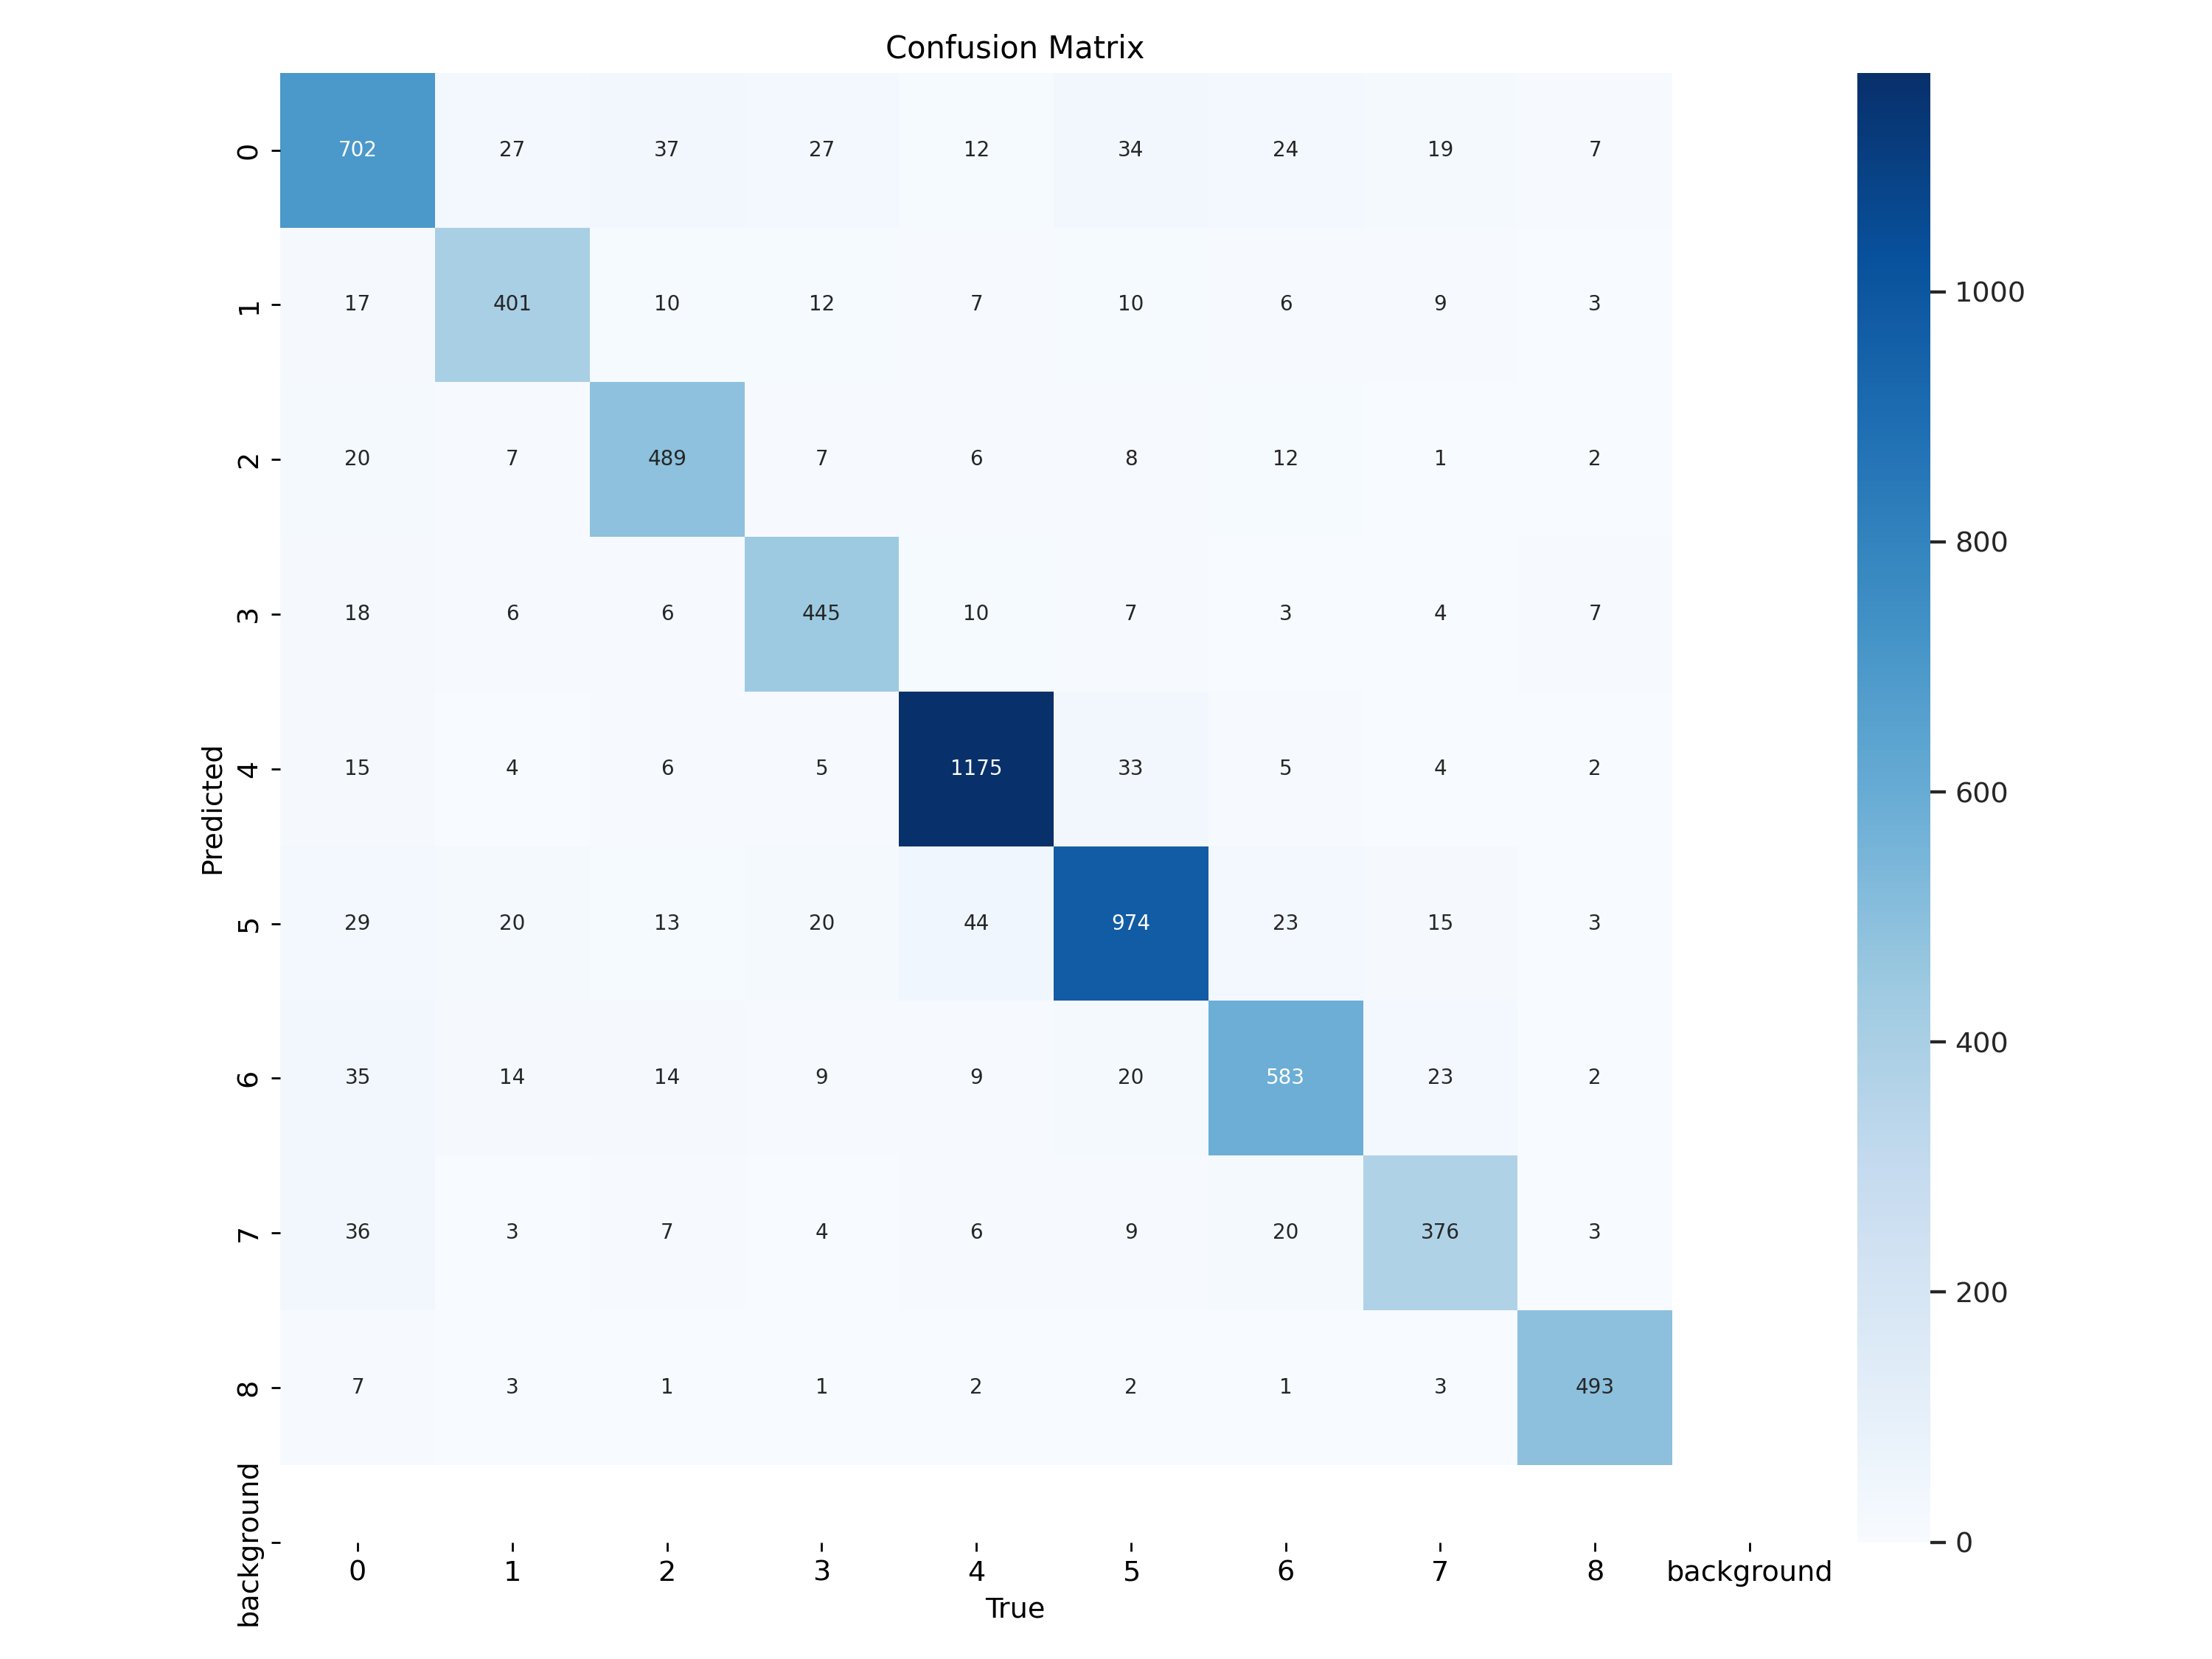 Confusion Matrix
0 702 27 37 27 12 34 24 19 7
1 17 401 10 12 7 10 6 9 3
2 20 7 489 7 6 8 12 1 2
3 18 6 6 445 10 7 3 4 7
4 15 4 6 5 1175 33 5 4 2
5 29 20 13 20 44 974 23 15 3
6 35 14 14 9 9 20 583 23 2
7 36 3 7 4 6 9 20 376 3
8 7 3 1 1 2 2 1 3 493
background
Predicted
0 1 2 3 4 5 6 7 8 background
True
1000
800
600
400
200
0